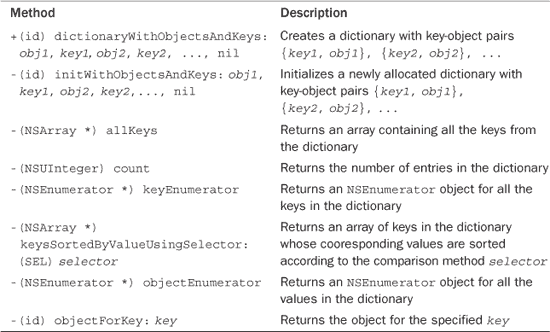 Method Description
+(id) dictionaryWithObjectsAndKeys: Creates a dictionary with key-object pairs
obj1, key1, obj2, key2, ..., nil {key1, obj1}, {key2, obj2}, ...
-(id) initWithObjectsAndKeys: obj1, Initializes a newly allocated dictionary with
key1, obj2, key2,..., nil key-object pairs {key1, obj1},
{key2, obj2}, ...
-(NSArray *) allKeys Returns an array containing all the keys from
the dictionary
-(NSUInteger) count Returns the number of entries in the dictionary
-(NSEnumerator *) keyEnumerator Returns an NSEnumerator object for all the
keys in the dictionary
-(NSArray *) Returns an array of keys in the dictionary
keysSortedByValueUsingSelector: whose cooresponding values are sorted
(SEL) selector according to the comparison method selector
-(NSEnumerator *) objectEnumerator Returns an NSEnumerator object for all the
values in the dictionary
-(id) objectForKey: key Returns the object for the specified key